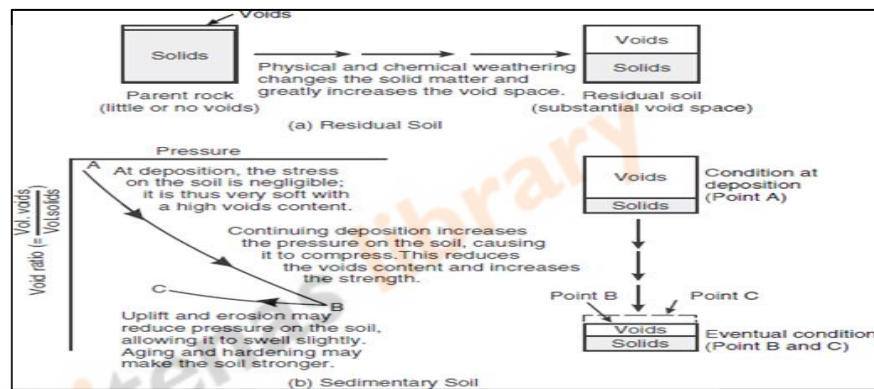 Voids
Solids
Parent rock
(little or no voids)
Physical and chemical weathering
changes the solid matter and
greatly increases the void space.
Voids
Solids
Residual soil
(substantial void space)
(a) Residual Soil
Pressure
Void ratio (= Vol. voids / Vol.solids )
A
At deposition, the stress
on the soil is negligible;
it is thus very soft with
a high voids content.
Continuing deposition increases
the pressure on the soil, causing
it to compress.This reduces
the voids content and increases
the strength.
C
B
Uplift and erosion may
reduce pressure on the soil,
allowing it to swell slightly.
Aging and hardening may
make the soil stronger.
Voids
Solids
Condition at
deposition
(Point A)
Point B
Point C
Voids
Solids
Eventual condition
(Point B and C)
(b) Sedimentary Soil
library